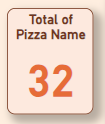 Total of
Pizza Name
32